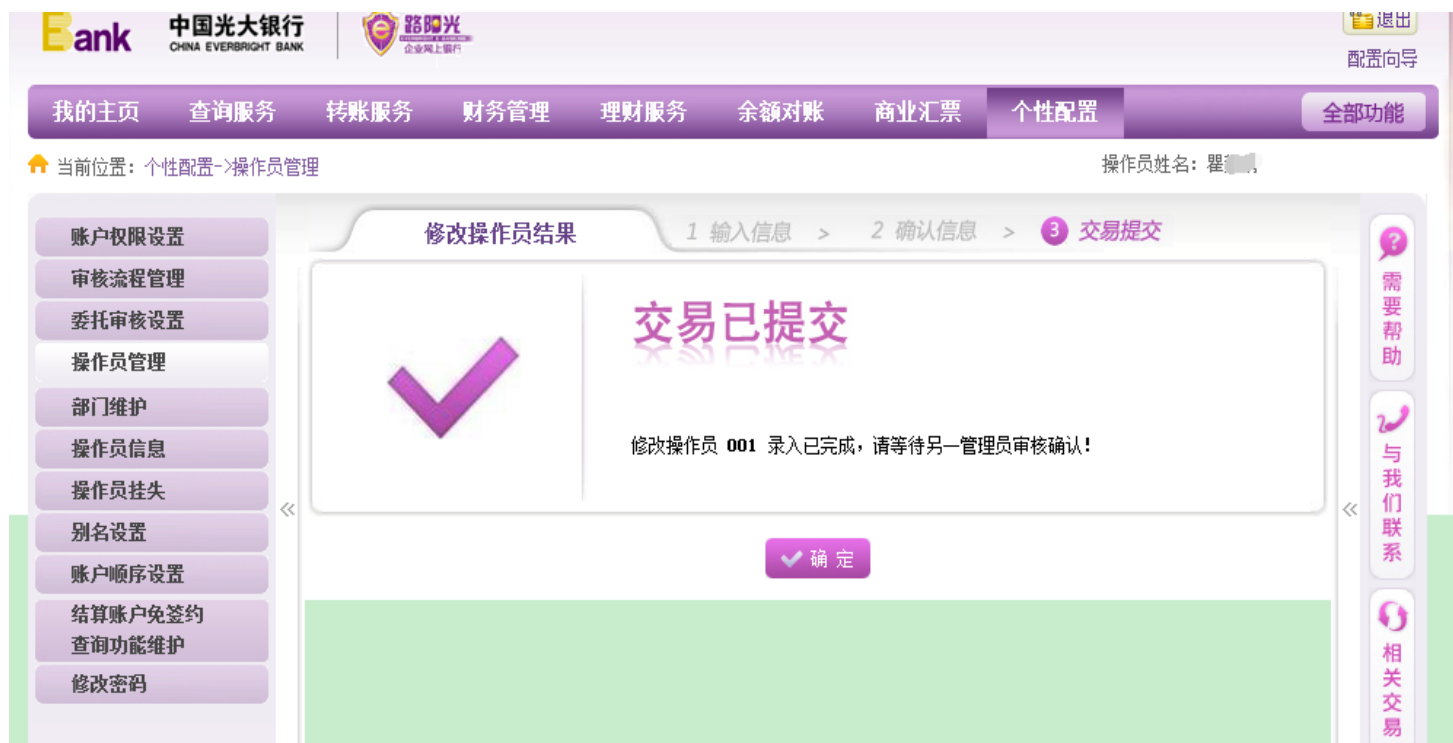 Bank 中国光大银行
CHINA EVERBRIGHT BANK
路阳光
企业网上银行
退出
配置向导
我的主页 查询服务 转账服务 财务管理 理财服务 余额对账 商业汇票 个性配置 全部功能
当前位置：个性配置->操作员管理
操作员姓名：瞿
账户权限设置
审核流程管理
委托审核设置
操作员管理
部门维护
操作员信息
操作员挂失
别名设置
账户顺序设置
结算账户免签约
查询功能维护
修改密码
修改操作员结果 1 输入信息 > 2 确认信息 > 3 交易提交
交易已提交
修改操作员 001 录入已完成，请等待另一管理员审核确认！
确 定
«
«
需要帮助
与我们联系
相关交易